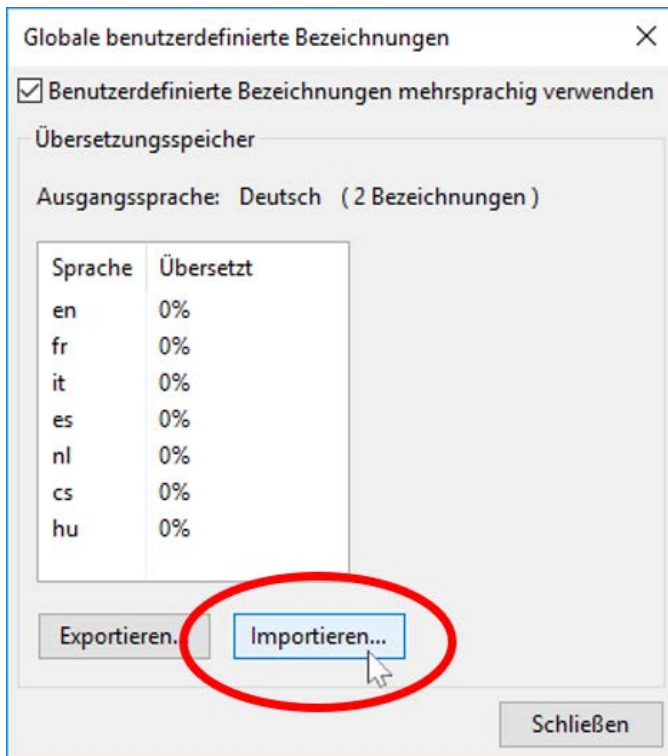 Globale benutzerdefinierte Bezeichnungen
Benutzerdefinierte Bezeichnungen mehrsprachig verwenden
Übersetzungsspeicher
Ausgangssprache: Deutsch ( 2 Bezeichnungen )
Sprache Übersetzt
en 0%
fr 0%
it 0%
es 0%
nl 0%
cs 0%
hu 0%
Exportieren... Importieren...
Schließen